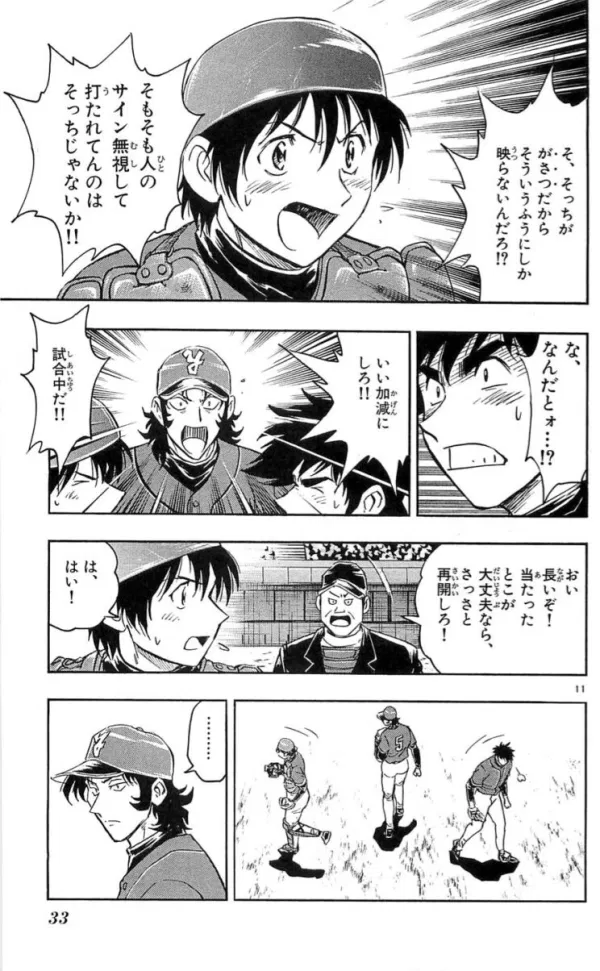 そ、そっちが
がさつだから
そういうふうにしか
映らないんだろ!?
そもそも人の
サイン無視して
打たれてんのは
そっちじゃないか!!
な、
なんだとォ…!?
いい加減に
しろ!!
試合中だ!!
おい
長いぞ!
当たった
とこが
大丈夫なら、
さっさと
再開しろ!
は、
はい!
11
5
………
33